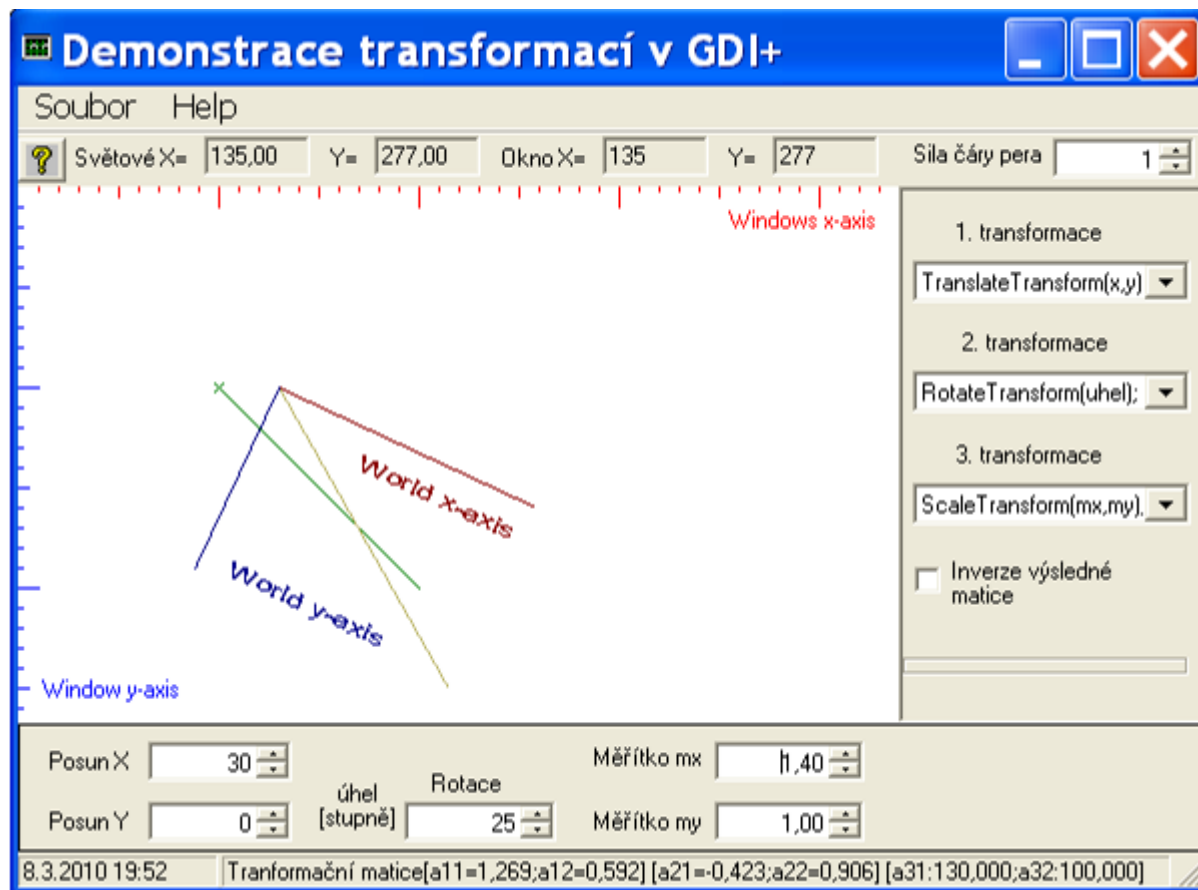 Demonstrace transformací v GDI+
Soubor Help
Světové X= 135,00 Y= 277,00 Okno X= 135 Y= 277 Sila čáry pera 1
Windows x-axis
1. transformace
TranslateTransform(x,y)
2. transformace
RotateTransform(uhel);
3. transformace
ScaleTransform(mx,my),
World x-axis
World y-axis
Inverze výsledné
matice
Window y-axis
Posun X 30 Měřítko mx 1,40
úhel
[stupně]
Rotace
Posun Y 0 25 Měřítko my 1,00
8.3.2010 19:52 Tranformační matice[a11=1,269;a12=0,592] [a21=-0,423;a22=0,906] [a31:130,000;a32:100,000]